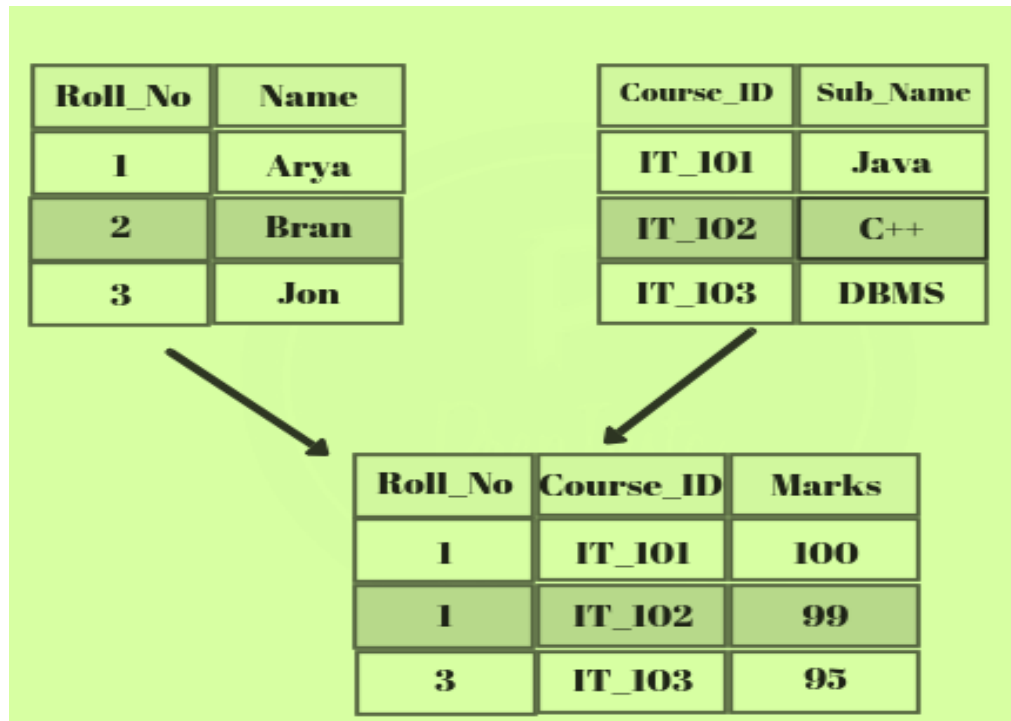 Roll_No Name
1 Arya
2 Bran
3 Jon
Course_ID Sub_Name
IT_101 Java
IT_102 C++
IT_103 DBMS
Roll_No Course_ID Marks
1 IT_101 100
1 IT_102 99
3 IT_103 95